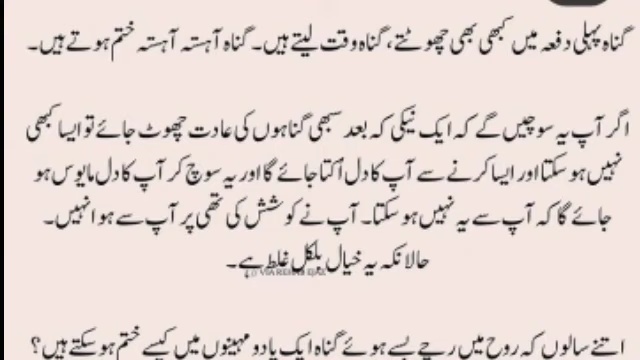 گناہ پہلی دفعہ میں کبھی بھی چھوٹتے، گناہ وقت لیتے ہیں۔ گناہ آہستہ آہستہ ختم ہوتے ہیں۔
اگر آپ یہ سوچیں گے کہ ایک نیکی کہ بعد سبھی گناہوں کی عادت چھوٹ جائے تو ایسا کبھی
نہیں ہو سکتا اور ایسا کرنے سے آپ کا دل اُکتا جائے گا اور یہ سوچ کر آپ کا دل مایوس ہو
جائے گا کہ آپ سے یہ نہیں ہو سکتا۔ آپ نے کوشش کی تھی پر آپ سے ہوا نہیں۔
حالانکہ یہ خیال بلکل غلط ہے۔
اتنے سالوں کہ روح میں رچے بسے ہوئے گناہ ایک یا دو مہینوں میں کیسے ختم ہو سکتے ہیں؟